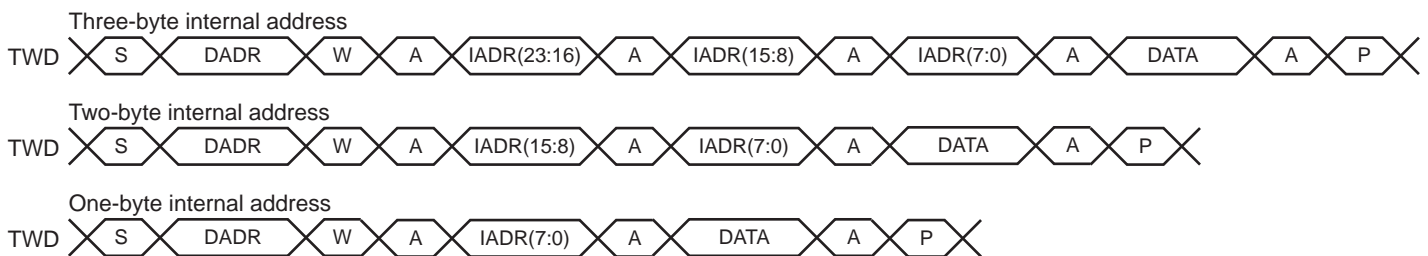 Three-byte internal address
TWD S DADR W A IADR(23:16) A IADR(15:8) A IADR(7:0) A DATA A P
Two-byte internal address
TWD S DADR W A IADR(15:8) A IADR(7:0) A DATA A P
One-byte internal address
TWD S DADR W A IADR(7:0) A DATA A P